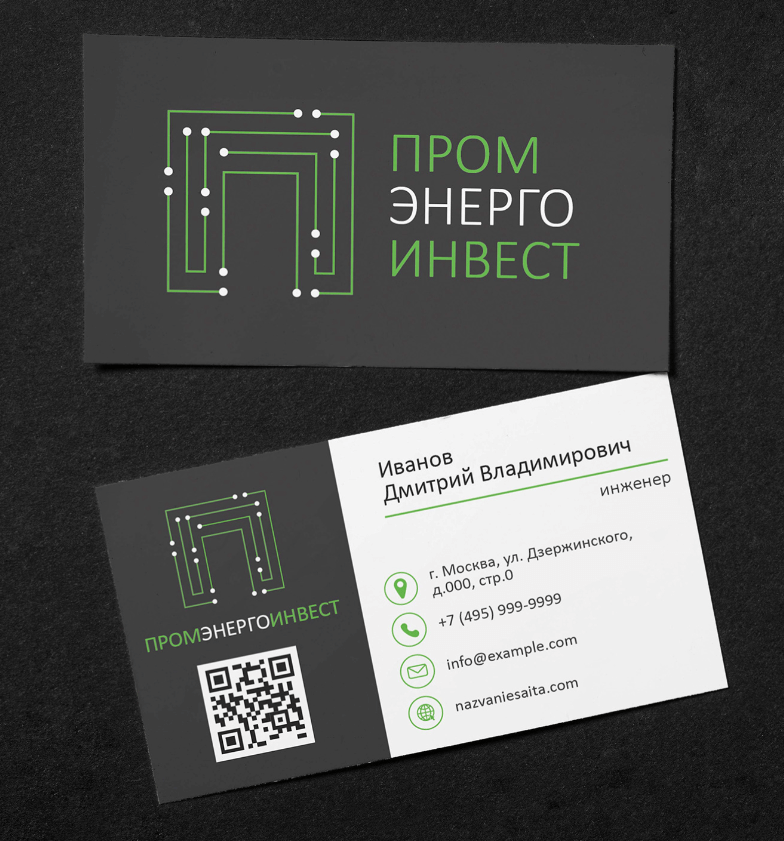 ПРОМ
ЭНЕРГО
ИНВЕСТ
Иванов
Дмитрий Владимирович
инженер
г. Москва, ул. Дзержинского,
д.000, стр.0
+7 (495) 999-9999
info@example.com
nazvaniesaita.com
ПРОМЭНЕРГОИНВЕСТ